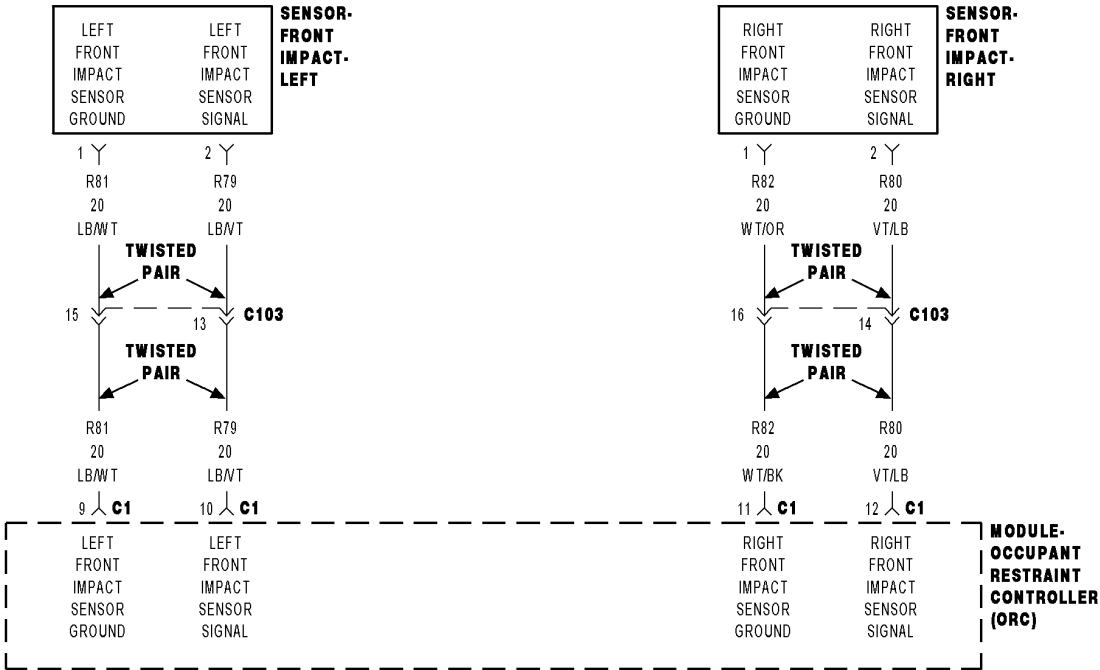 LEFT
FRONT
IMPACT
SENSOR
GROUND
LEFT
FRONT
IMPACT
SENSOR
SIGNAL
SENSOR-
FRONT
IMPACT-
LEFT
RIGHT
FRONT
IMPACT
SENSOR
GROUND
RIGHT
FRONT
IMPACT
SENSOR
SIGNAL
SENSOR-
FRONT
IMPACT-
RIGHT
1
2
1
2
R81
R79
R82
R80
20
20
20
20
LB/WT
LB/VT
WT/OR
VT/LB
TWISTED
PAIR
TWISTED
PAIR
15
13
C103
16
14
C103
TWISTED
PAIR
TWISTED
PAIR
R81
R79
R82
R80
20
20
20
20
LB/WT
LB/VT
WT/BK
VT/LB
9
C1
10
C1
11
C1
12
C1
LEFT
FRONT
IMPACT
SENSOR
GROUND
LEFT
FRONT
IMPACT
SENSOR
SIGNAL
RIGHT
FRONT
IMPACT
SENSOR
GROUND
RIGHT
FRONT
IMPACT
SENSOR
SIGNAL
MODULE-
OCCUPANT
RESTRAINT
CONTROLLER
(ORC)